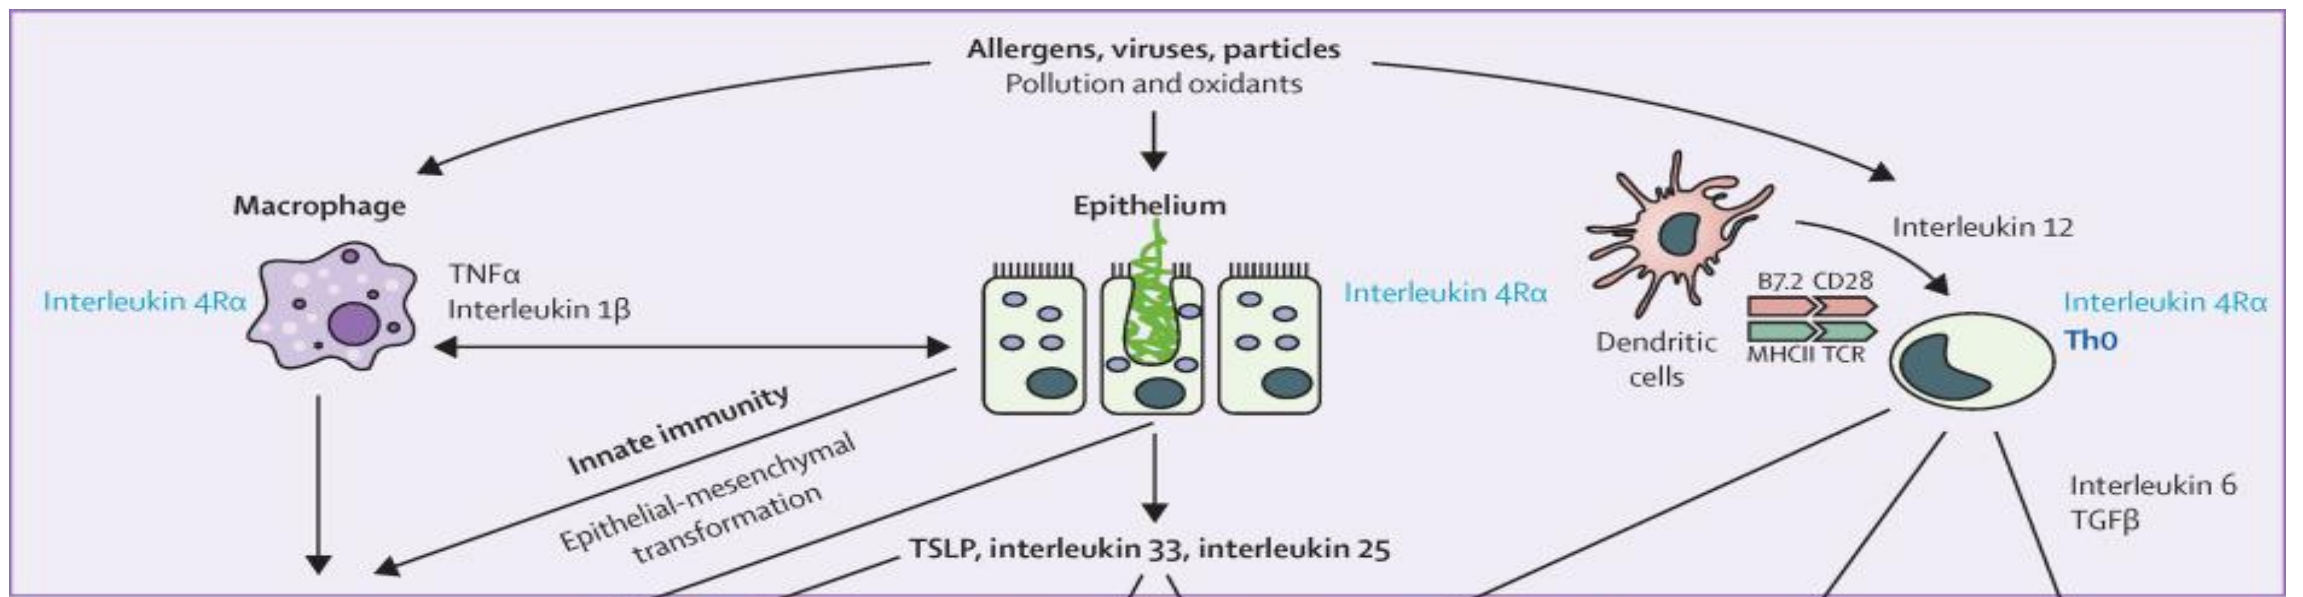 Allergens, viruses, particles
Pollution and oxidants
Macrophage
Interleukin 4Rα
TNFα
Interleukin 1β
Epithelium
Interleukin 4Rα
Interleukin 12
B7.2 CD28
MHCII TCR
Dendritic
cells
Interleukin 4Rα
Th0
Innate immunity
Epithelial-mesenchymal
transformation
TSLP, interleukin 33, interleukin 25
Interleukin 6
TGFβ